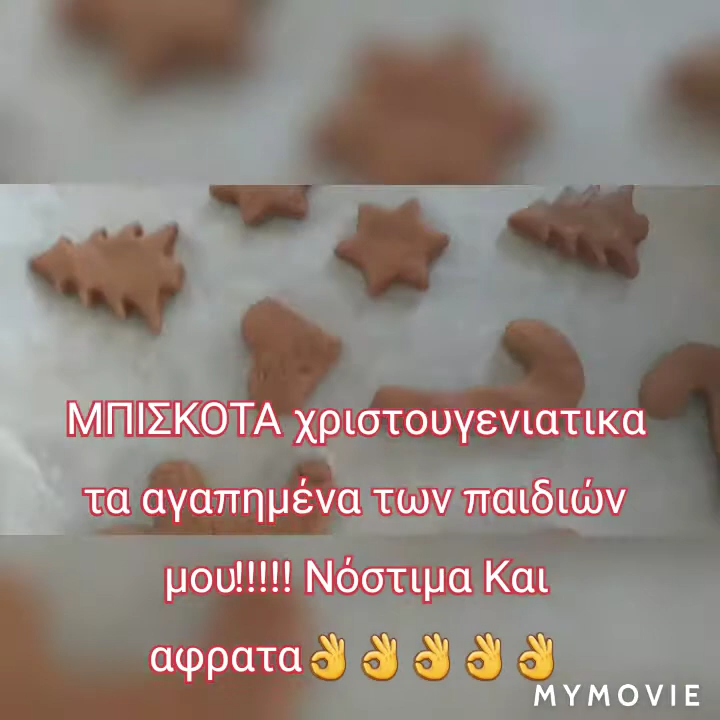 ΜΠΙΣΚΟΤΑ χριστουγενιατικα
τα αγαπημένα των παιδιών
μου!!!!! Νόστιμα Και
αφρατα👌👌👌👌👌
MYMOVIE